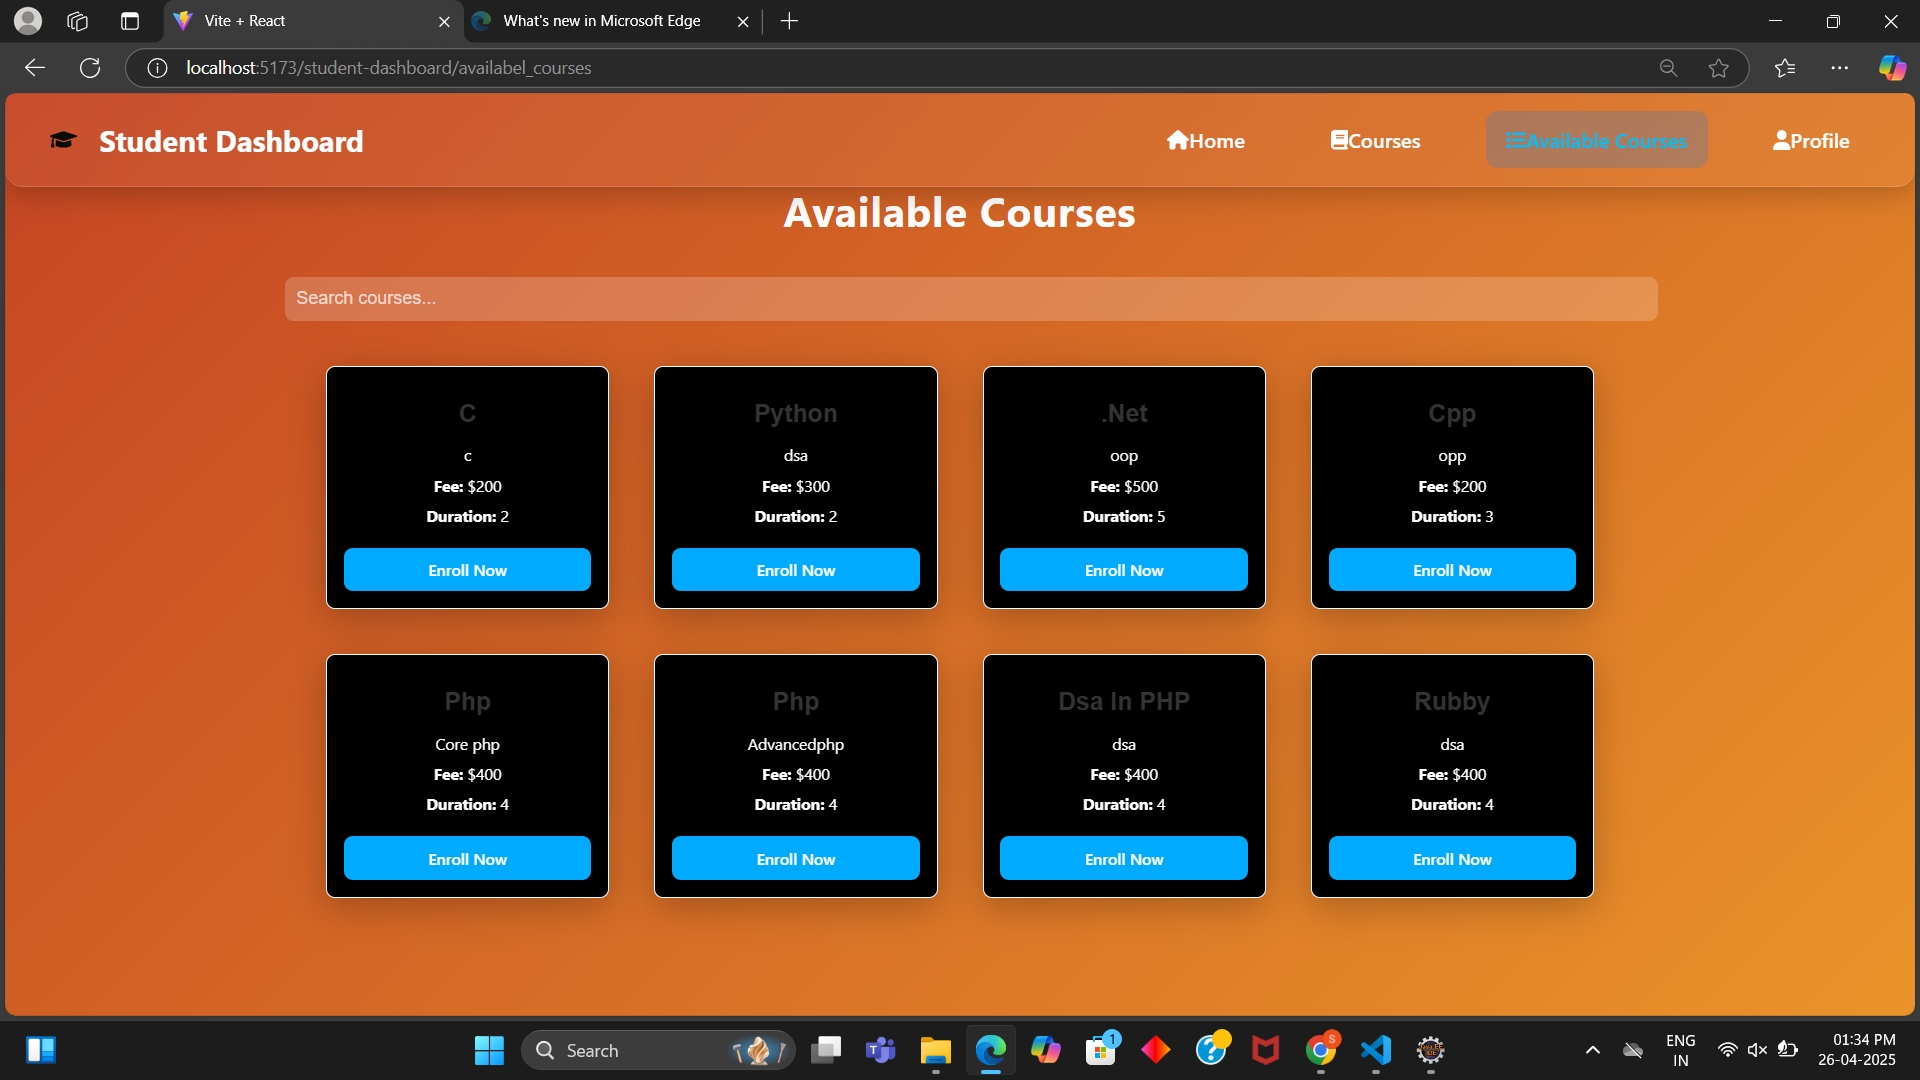 Vite + React
What's new in Microsoft Edge
localhost:5173/student-dashboard/availabel_courses
Student Dashboard
Home
Courses
Available Courses
Profile
Available Courses
Search courses...
C
c
Fee: $200
Duration: 2
Enroll Now
Python
dsa
Fee: $300
Duration: 2
Enroll Now
.Net
oop
Fee: $500
Duration: 5
Enroll Now
Cpp
opp
Fee: $200
Duration: 3
Enroll Now
Php
Core php
Fee: $400
Duration: 4
Enroll Now
Php
Advancedphp
Fee: $400
Duration: 4
Enroll Now
Dsa In PHP
dsa
Fee: $400
Duration: 4
Enroll Now
Rubby
dsa
Fee: $400
Duration: 4
Enroll Now
Search
1
S
ENG
IN
01:34 PM
26-04-2025